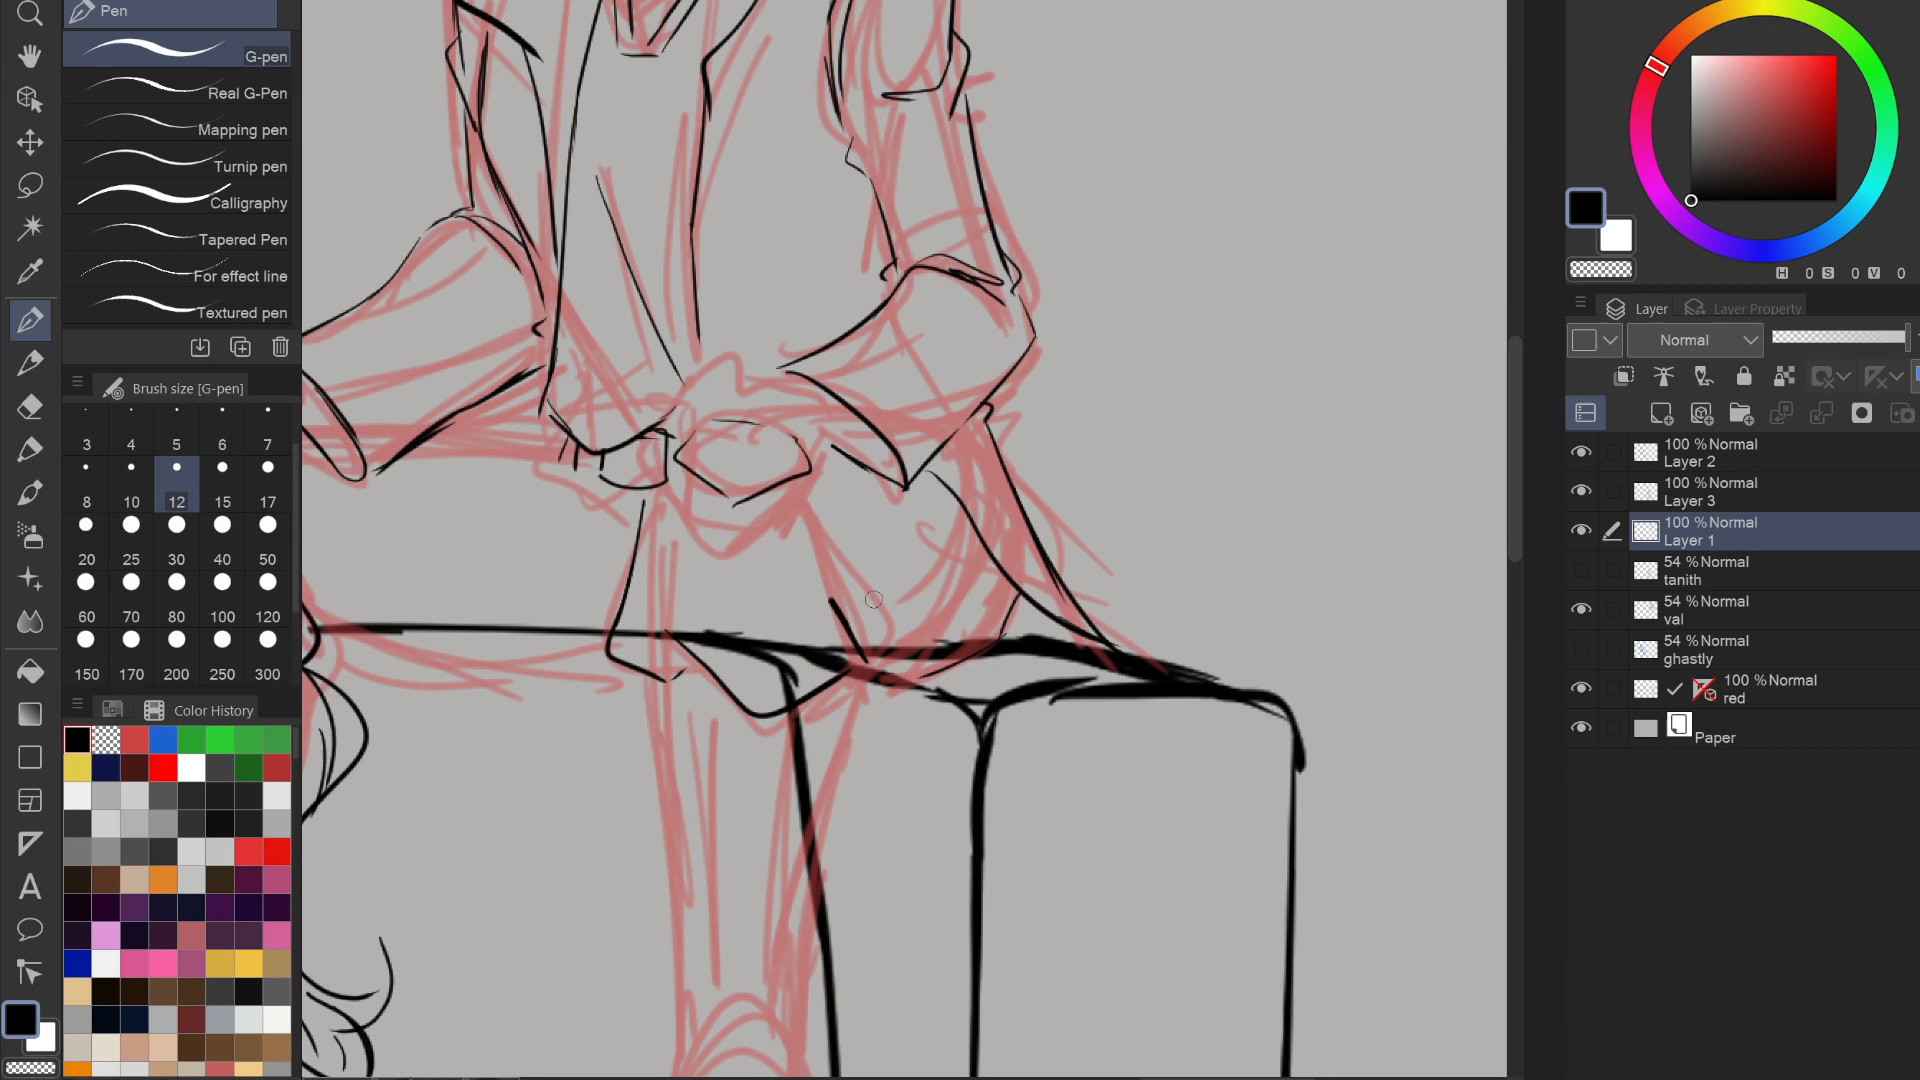 Pen
G-pen
Real G-Pen
Mapping pen
Turnip pen
Calligraphy
Tapered Pen
For effect line
Textured pen
Brush size [G-pen]
3 4 5 6 7
8 10 12 15 17
20 25 30 40 50
60 70 80 100 120
150 170 200 250 300
Color History
H 0 S 0 V 0
Layer Layer Property
Normal
100 % Normal
Layer 2
100 % Normal
Layer 3
100 % Normal
Layer 1
54 % Normal
tanith
54 % Normal
val
54 % Normal
ghastly
100 % Normal
red
Paper